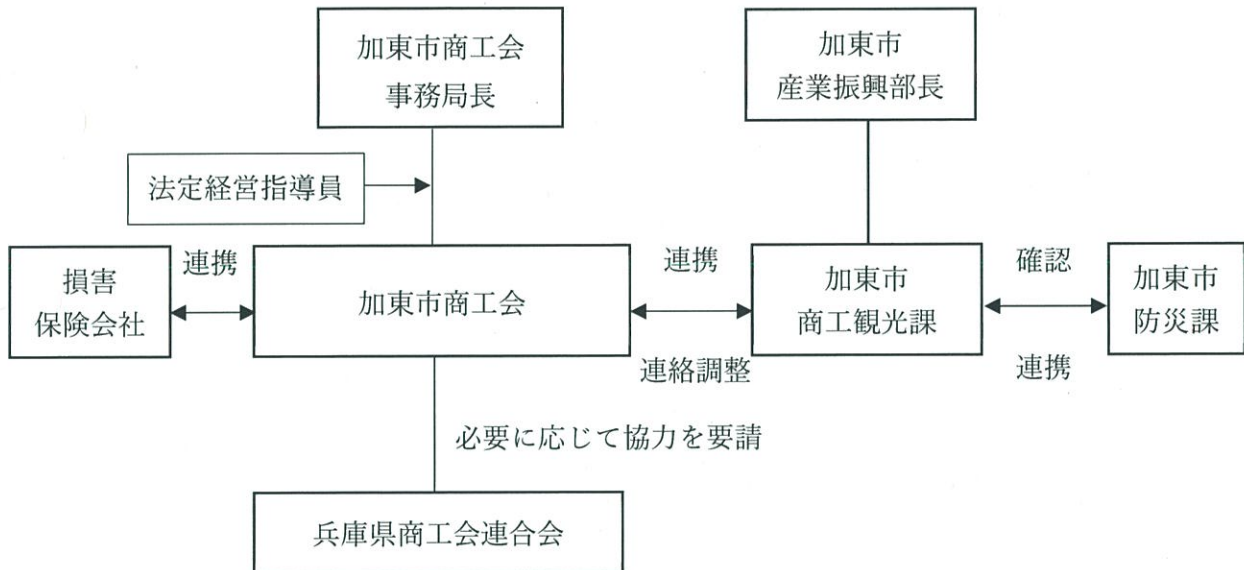 加東市商工会
事務局長
加東市
産業振興部長
法定経営指導員
損害
保険会社
連携
加東市商工会
連携
連絡調整
加東市
商工観光課
確認
連携
加東市
防災課
必要に応じて協力を要請
兵庫県商工会連合会